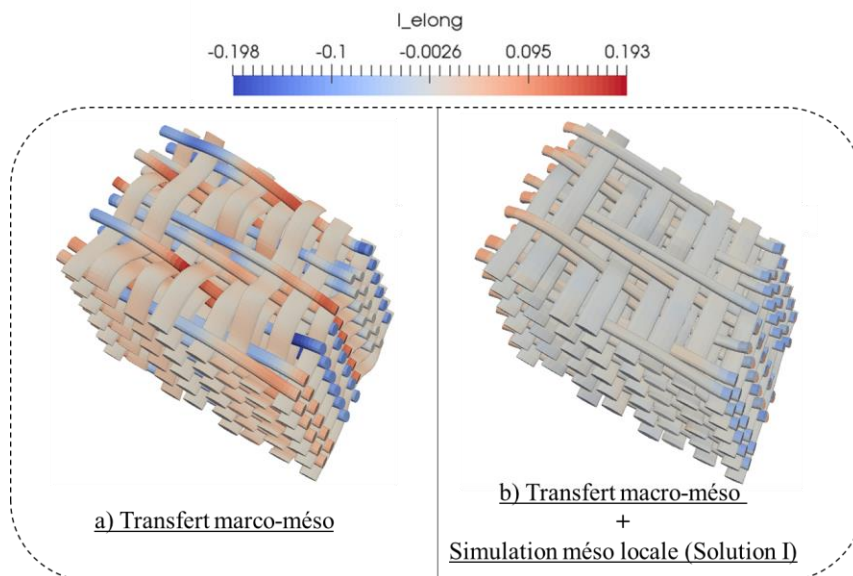 I_elong
-0.198 -0.1 -0.0026 0.095 0.193
a) Transfert marco-méso
b) Transfert macro-méso
+
Simulation méso locale (Solution I)